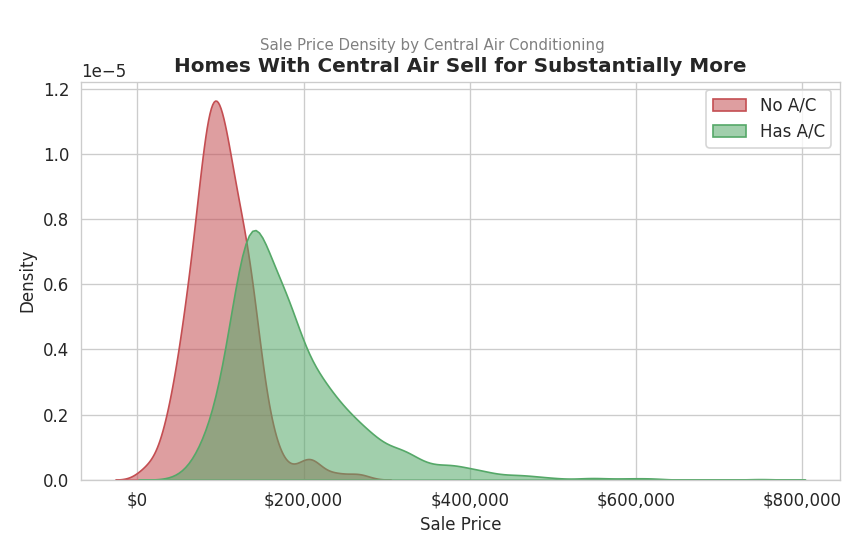 Sale Price Density by Central Air Conditioning
Homes With Central Air Sell for Substantially More
1e−5
1.2
1.0
0.8
0.6
0.4
0.2
0.0
Density
No A/C
Has A/C
$0
$200,000
$400,000
$600,000
$800,000
Sale Price